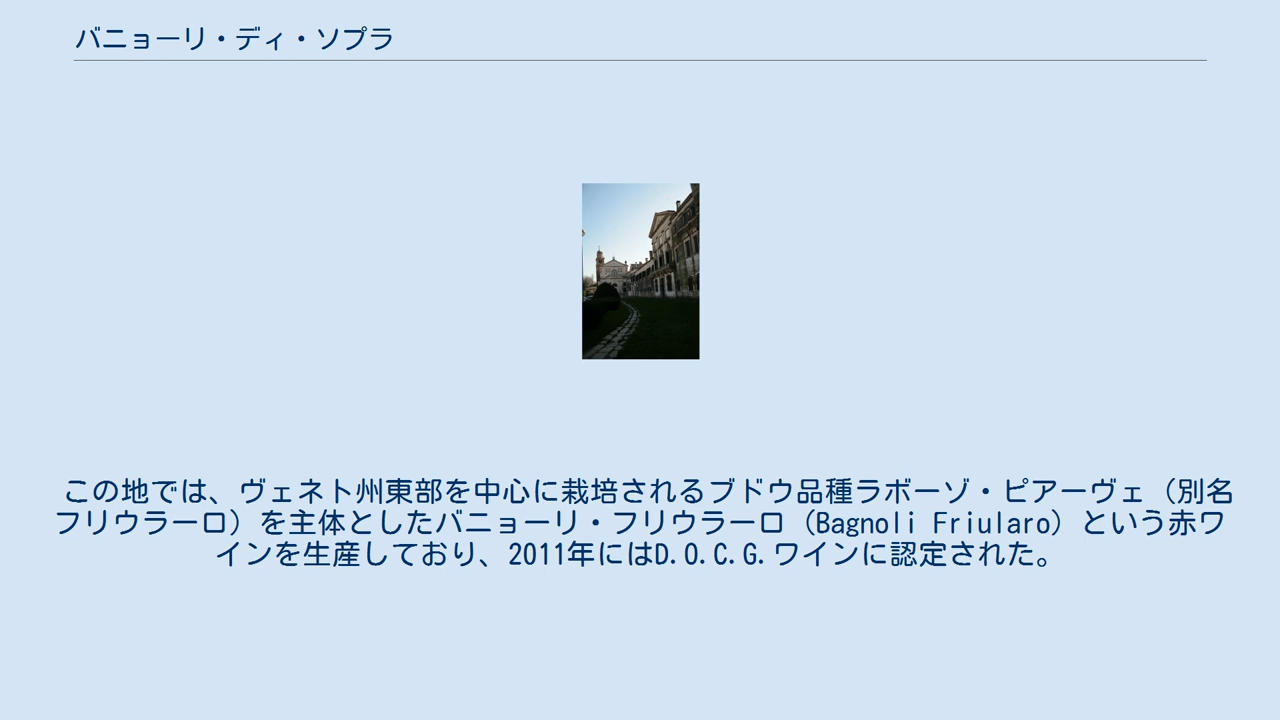 バニョーリ・ディ・ソプラ
この地では、ヴェネト州東部を中心に栽培されるブドウ品種ラボーゾ・ピアーヴェ（別名
フリウラーロ）を主体としたバニョーリ・フリウラーロ（Bagnoli Friularo）という赤ワ
インを生産しており、2011年にはD.O.C.G.ワインに認定された。